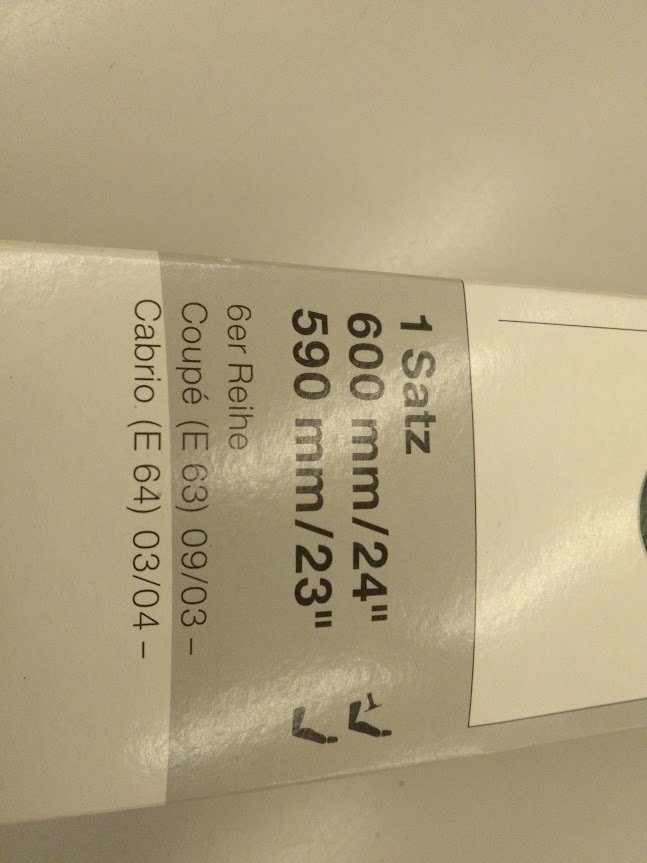 1 Satz
600 mm/24"
590 mm/23"
6er Reihe
Coupé (E 63) 09/03 –
Cabrio (E 64) 03/04 –